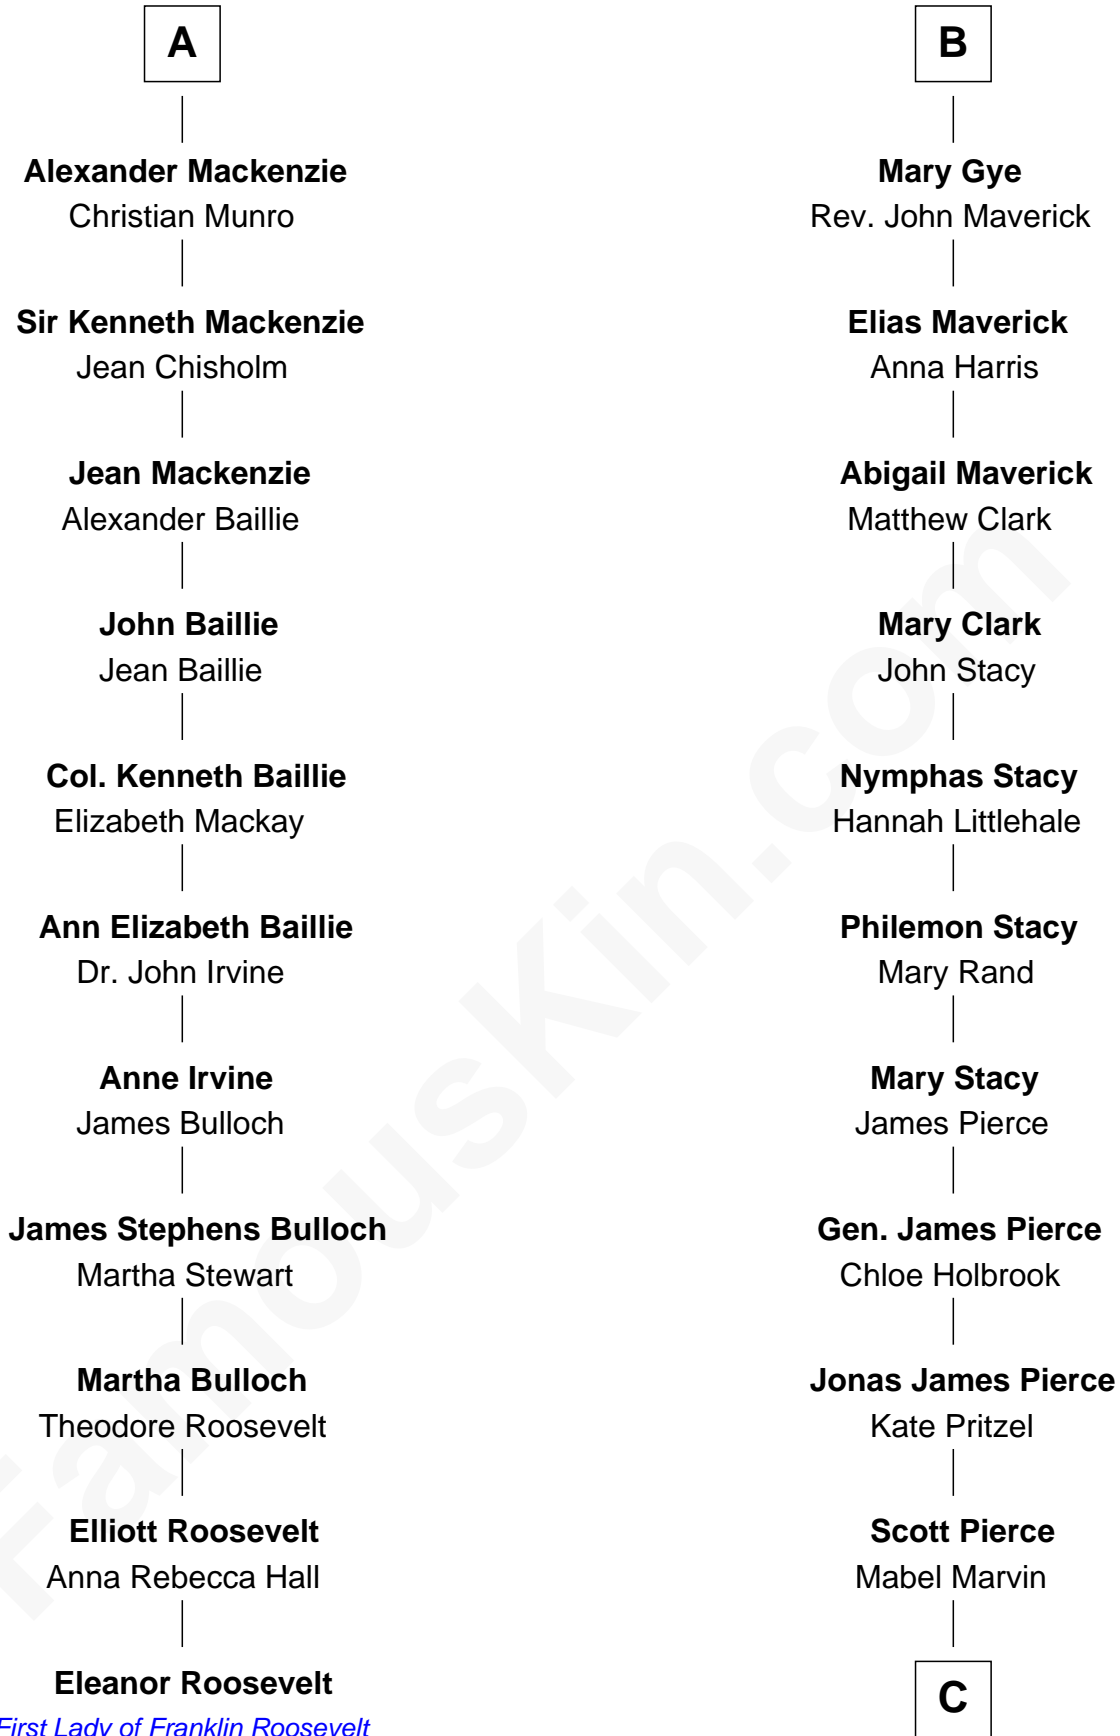 A
Alexander Mackenzie
Christian Munro
Sir Kenneth Mackenzie
Jean Chisholm
Jean Mackenzie
Alexander Baillie
John Baillie
Jean Baillie
Col. Kenneth Baillie
Elizabeth Mackay
Ann Elizabeth Baillie
Dr. John Irvine
Anne Irvine
James Bulloch
James Stephens Bulloch
Martha Stewart
Martha Bulloch
Theodore Roosevelt
Elliott Roosevelt
Anna Rebecca Hall
Eleanor Roosevelt
First Lady of Franklin Roosevelt
B
Mary Gye
Rev. John Maverick
Elias Maverick
Anna Harris
Abigail Maverick
Matthew Clark
Mary Clark
John Stacy
Nymphas Stacy
Hannah Littlehale
Philemon Stacy
Mary Rand
Mary Stacy
James Pierce
Gen. James Pierce
Chloe Holbrook
Jonas James Pierce
Kate Pritzel
Scott Pierce
Mabel Marvin
C
FamousKin.com